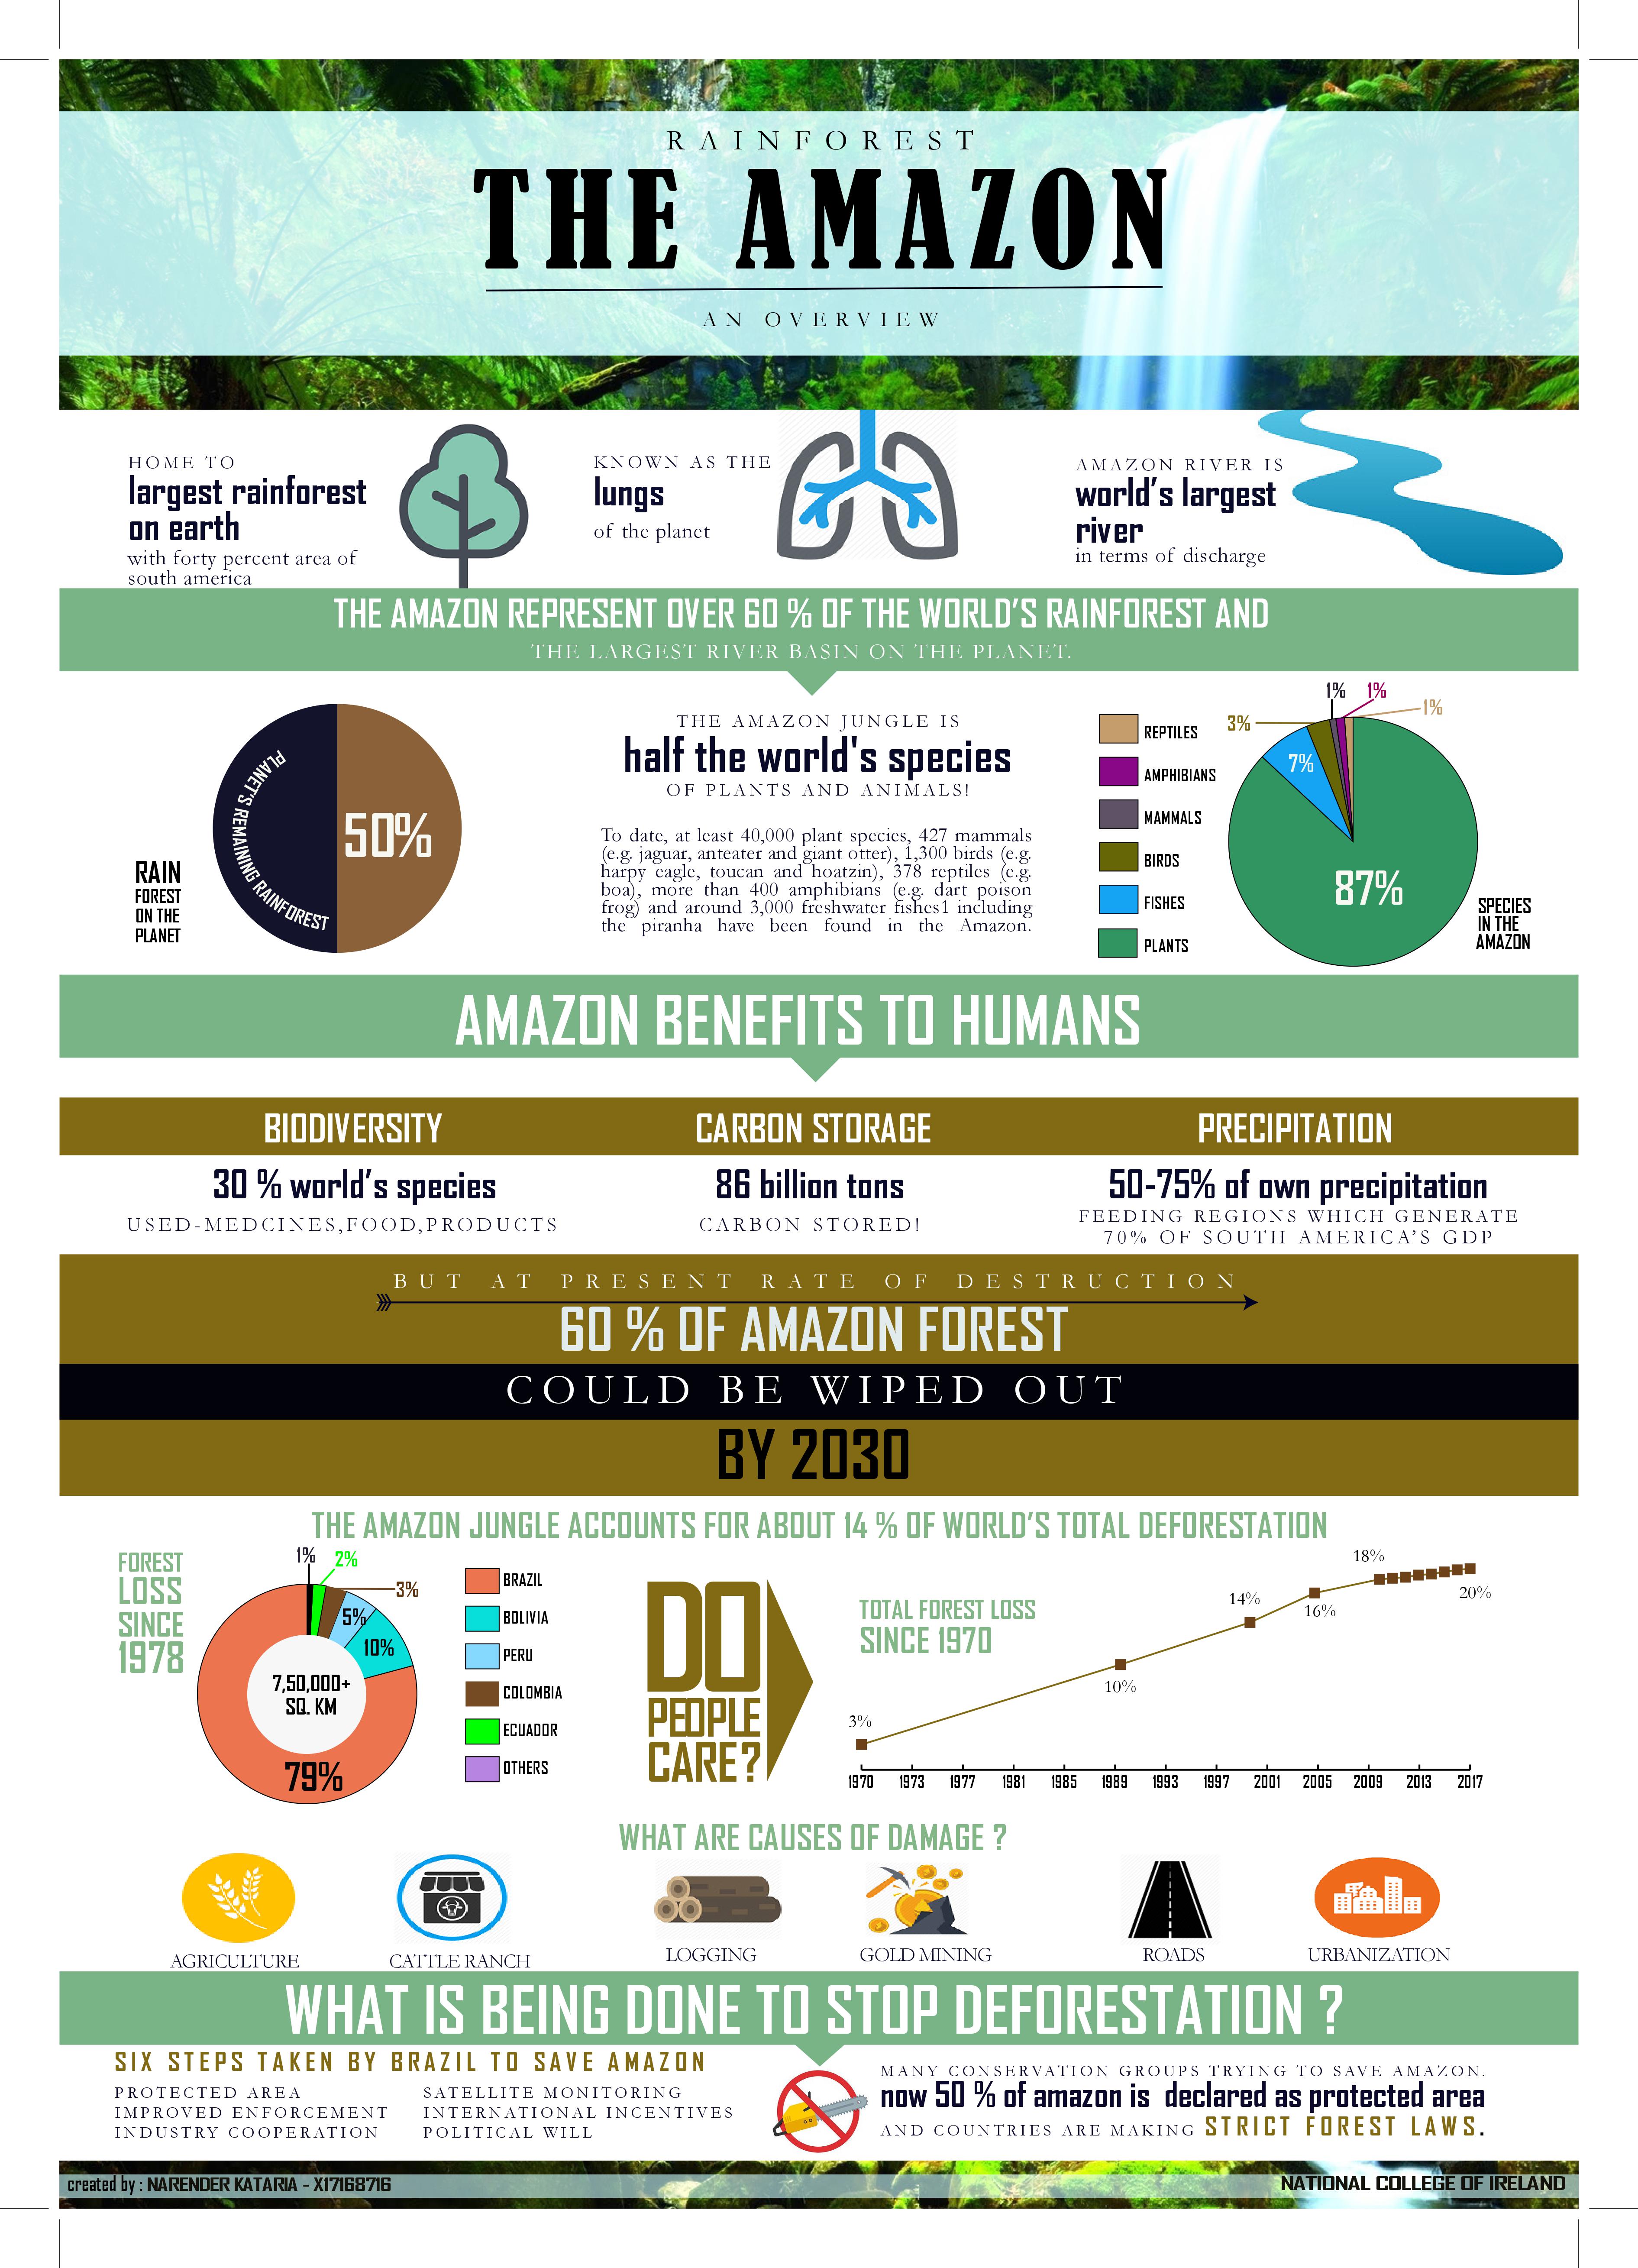 RAINFOREST
THE AMAZON
AN OVERVIEW
HOME TO
largest rainforest
on earth
with forty percent area of
south america
KNOWN AS THE
lungs
of the planet
AMAZON RIVER IS
world's largest
river
in terms of discharge
THE AMAZON REPRESENT OVER 60 % OF THE WORLD'S RAINFOREST AND
THE LARGEST RIVER BASIN ON THE PLANET.
PLANET'S REMAINING RAINFOREST
50%
RAIN
FOREST
ON THE
PLANET
THE AMAZON JUNGLE IS
half the world's species
OF PLANTS AND ANIMALS!
To date, at least 40,000 plant species, 427 mammals
(e.g. jaguar, anteater and giant otter), 1,300 birds (e.g.
harpy eagle, toucan and hoatzin), 378 reptiles (e.g.
boa), more than 400 amphibians (e.g. dart poison
frog) and around 3,000 freshwater fishes1 including
the piranha have been found in the Amazon.
REPTILES
AMPHIBIANS
MAMMALS
BIRDS
FISHES
PLANTS
1%
1%
1%
3%
7%
87%
SPECIES
IN THE
AMAZON
AMAZON BENEFITS TO HUMANS
BIODIVERSITY
30 % world's species
USED-MEDCINES,FOOD,PRODUCTS
CARBON STORAGE
86 billion tons
CARBON STORED!
PRECIPITATION
50-75% of own precipitation
FEEDING REGIONS WHICH GENERATE
70% OF SOUTH AMERICA'S GDP
BUT AT PRESENT RATE OF DESTRUCTION
60 % OF AMAZON FOREST
COULD BE WIPED OUT
BY 2030
THE AMAZON JUNGLE ACCOUNTS FOR ABOUT 14 % OF WORLD'S TOTAL DEFORESTATION
FOREST
LOSS
SINCE
1978
1%
2%
3%
5%
10%
7,50,000+
SQ. KM
79%
BRAZIL
BOLIVIA
PERU
COLOMBIA
ECUADOR
OTHERS
DO
PEOPLE
CARE?
TOTAL FOREST LOSS
SINCE 1970
3%
10%
14%
16%
18%
20%
1970 1973 1977 1981 1985 1989 1993 1997 2001 2005 2009 2013 2017
WHAT ARE CAUSES OF DAMAGE ?
AGRICULTURE
CATTLE RANCH
LOGGING
GOLD MINING
ROADS
URBANIZATION
WHAT IS BEING DONE TO STOP DEFORESTATION ?
SIX STEPS TAKEN BY BRAZIL TO SAVE AMAZON
PROTECTED AREA
IMPROVED ENFORCEMENT
INDUSTRY COOPERATION
SATELLITE MONITORING
INTERNATIONAL INCENTIVES
POLITICAL WILL
MANY CONSERVATION GROUPS TRYING TO SAVE AMAZON.
now 50 % of amazon is declared as protected area
AND COUNTRIES ARE MAKING STRICT FOREST LAWS.
created by : NARENDER KATARIA - X17168716
NATIONAL COLLEGE OF IRELAND